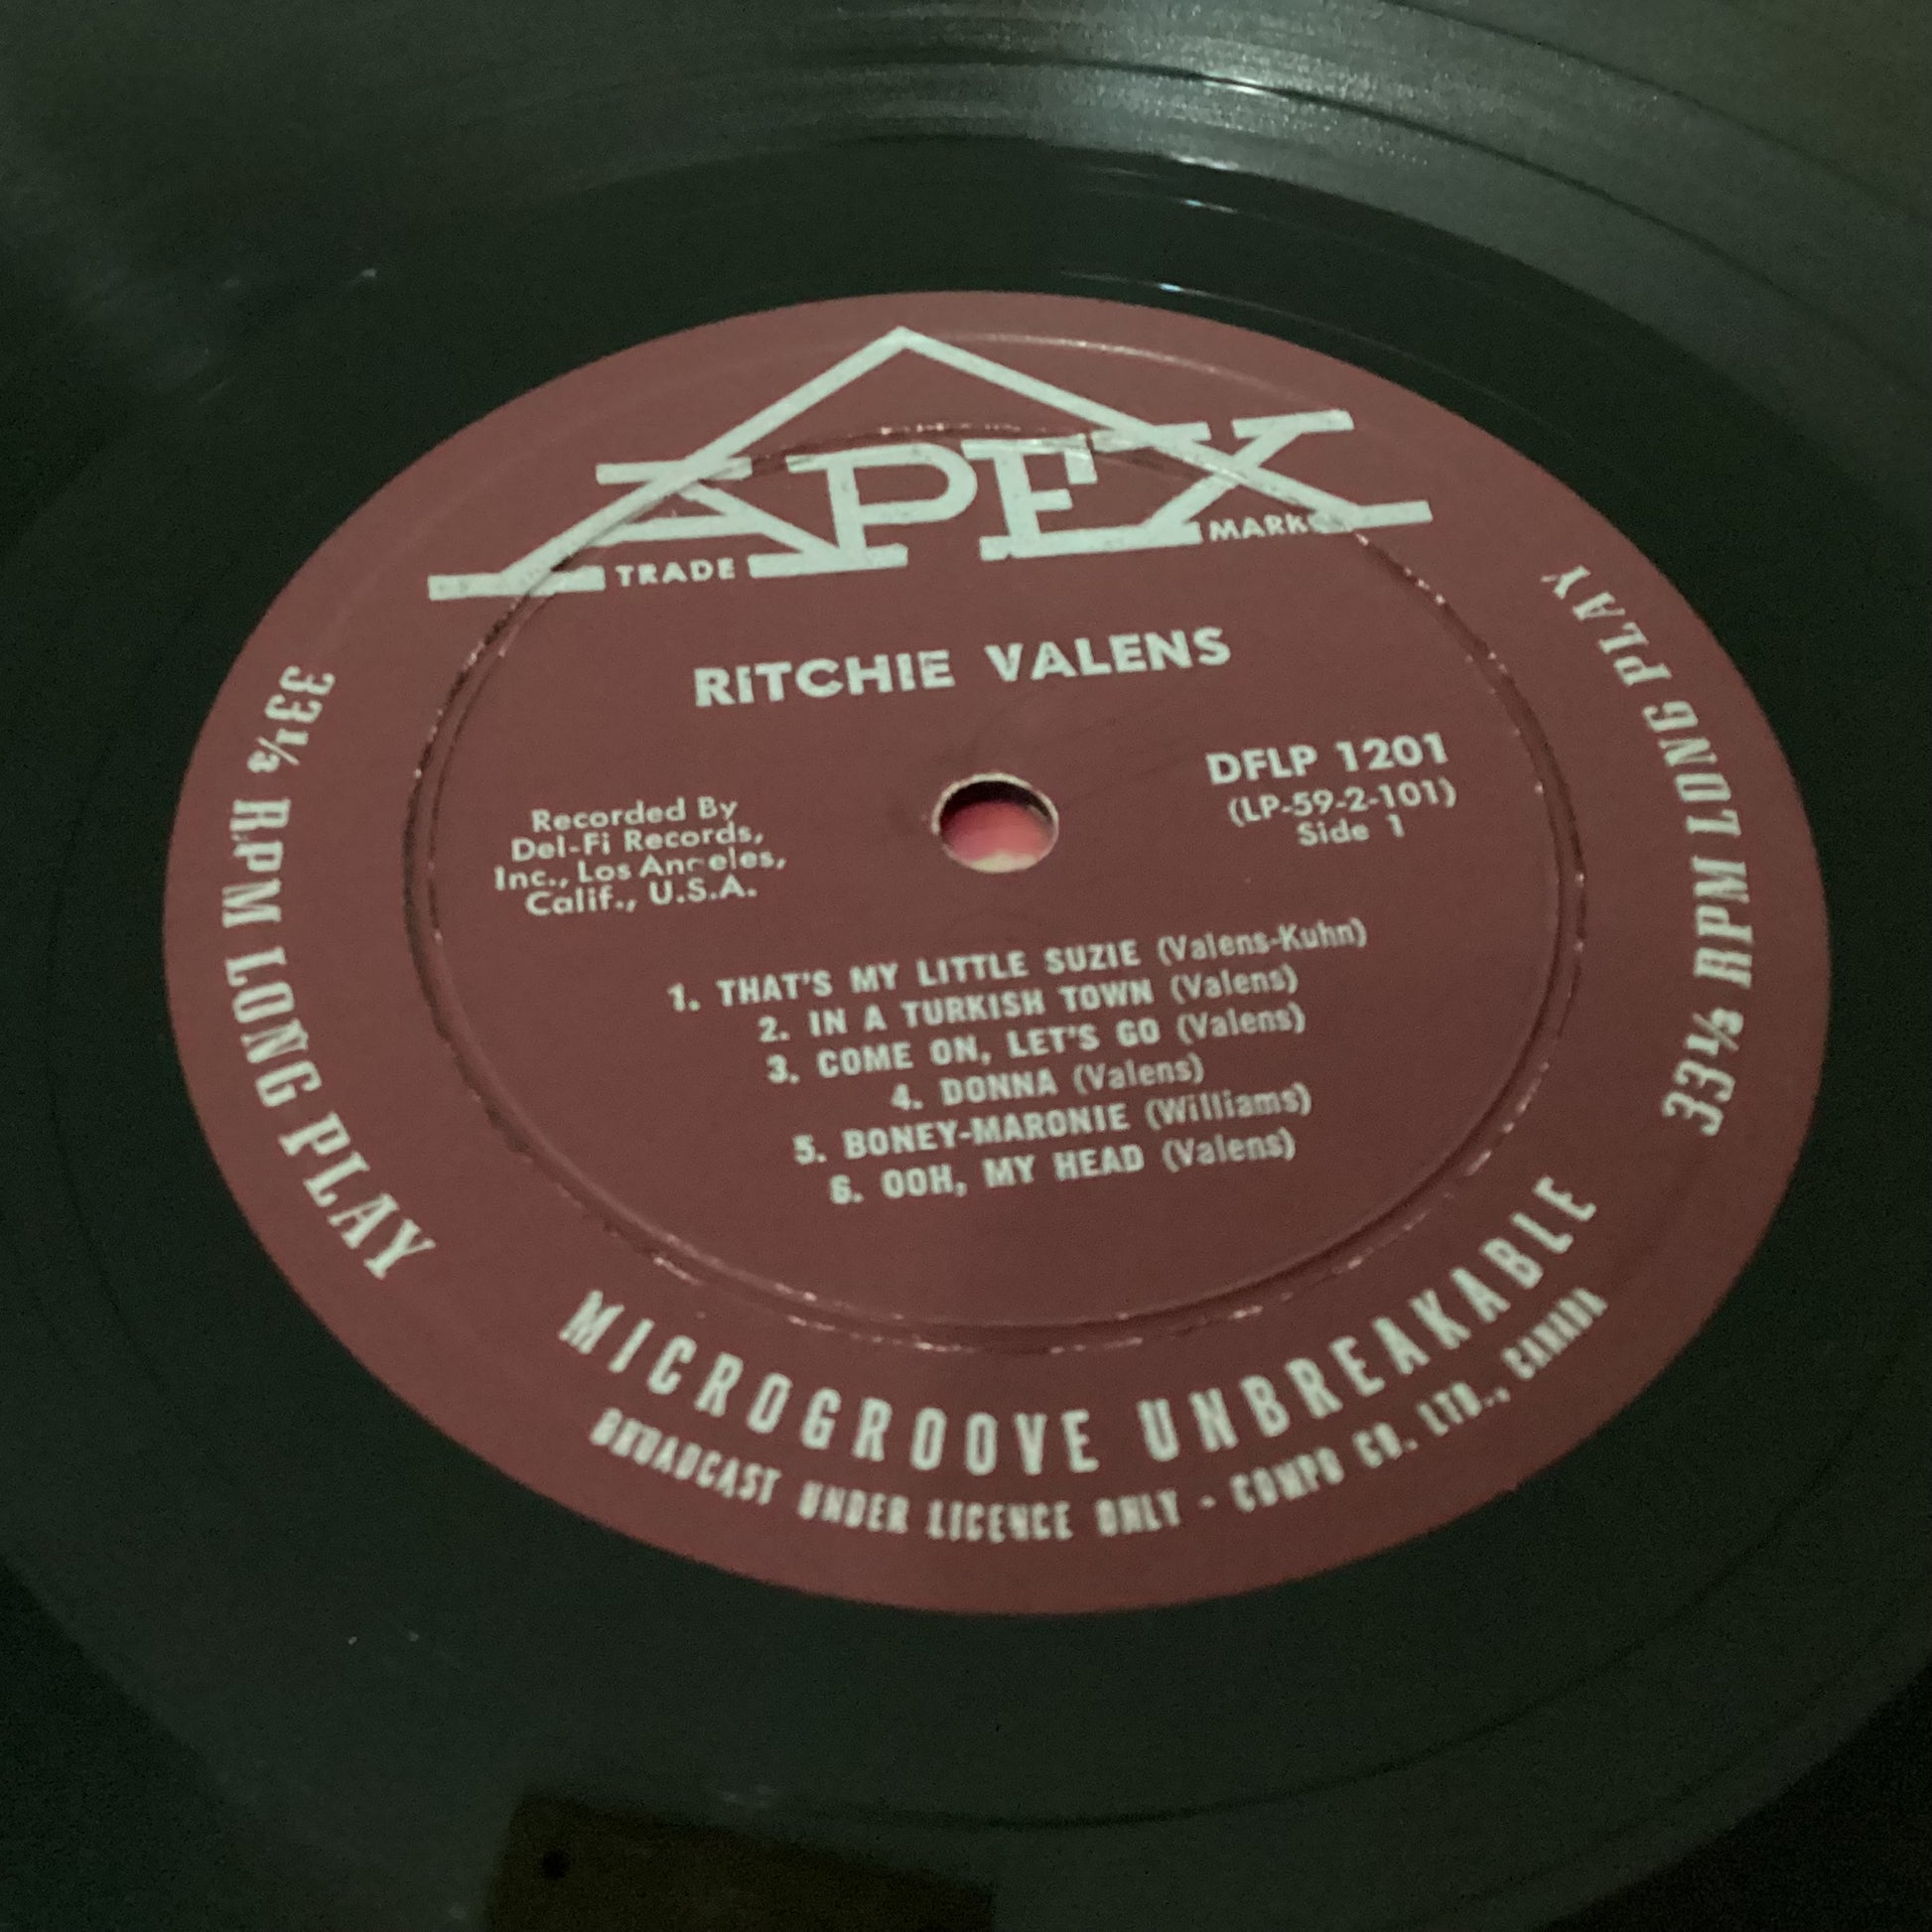 APEX
TRADE MARK
RITCHIE VALENS
Recorded By
Del-Fi Records,
Inc., Los Angeles,
Calif., U.S.A.
DFLP 1201
(LP-59-2-101)
Side 1
1. THAT'S MY LITTLE SUZIE (Valens-Kuhn)
2. IN A TURKISH TOWN (Valens)
3. COME ON, LET'S GO (Valens)
4. DONNA (Valens)
5. BONEY-MARONIE (Williams)
6. OOH, MY HEAD (Valens)
33⅓ RPM LONG PLAY
33⅓ RPM LONG PLAY
MICROGROOVE UNBREAKABLE
BROADCAST UNDER LICENCE ONLY - COMPO CO. LTD., CANADA